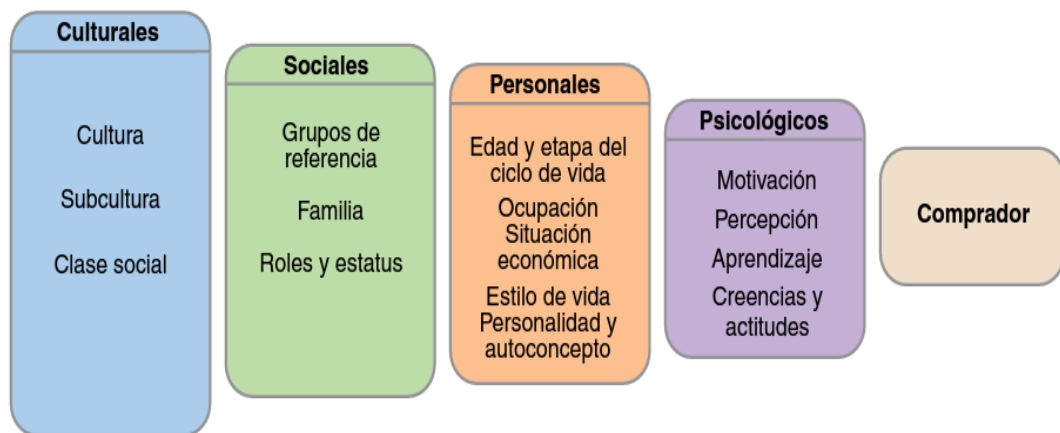 Culturales
Cultura
Subcultura
Clase social
Sociales
Grupos de
referencia
Familia
Roles y estatus
Personales
Edad y etapa del
ciclo de vida
Ocupación
Situación
económica
Estilo de vida
Personalidad y
autoconcepto
Psicológicos
Motivación
Percepción
Aprendizaje
Creencias y
actitudes
Comprador